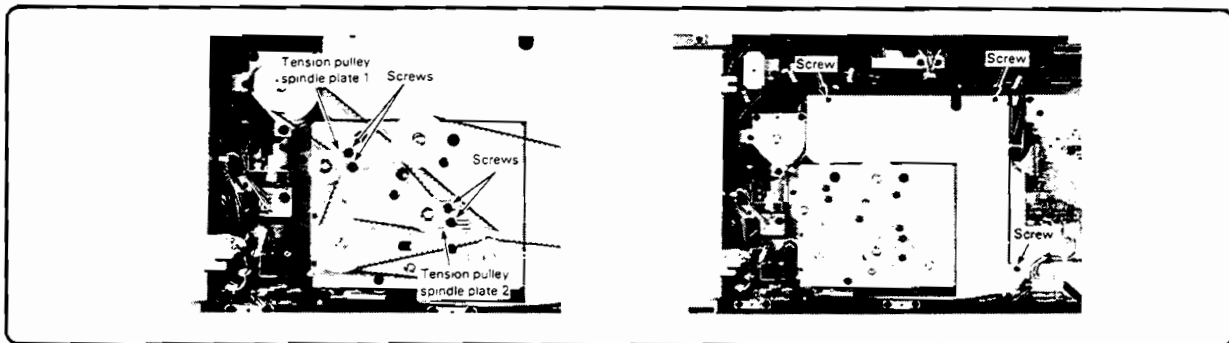 Tension pulley
spindle plate 1
Screws
Screws
Tension pulley
spindle plate 2
Screw
Screw
Screw